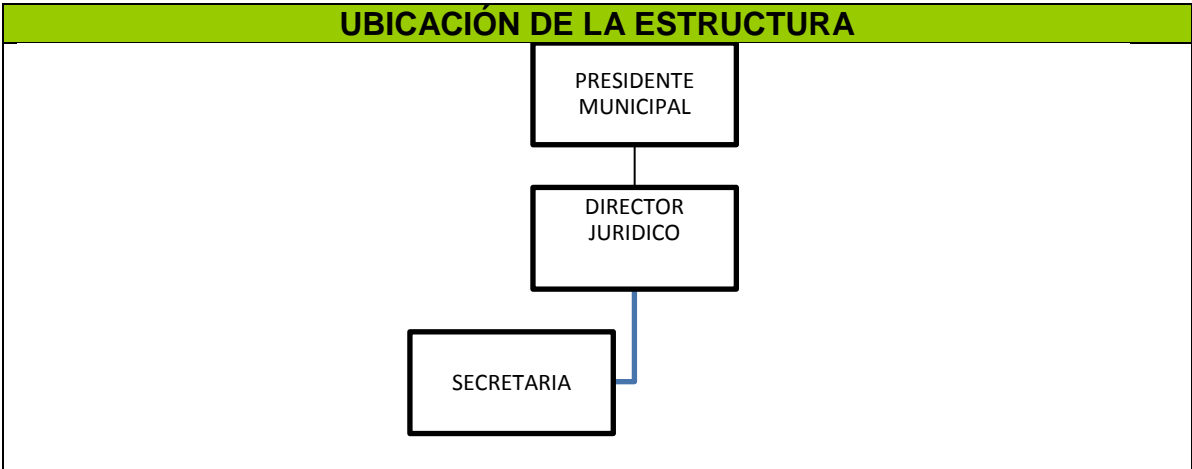 UBICACIÓN DE LA ESTRUCTURA
PRESIDENTE
MUNICIPAL
DIRECTOR
JURIDICO
SECRETARIA